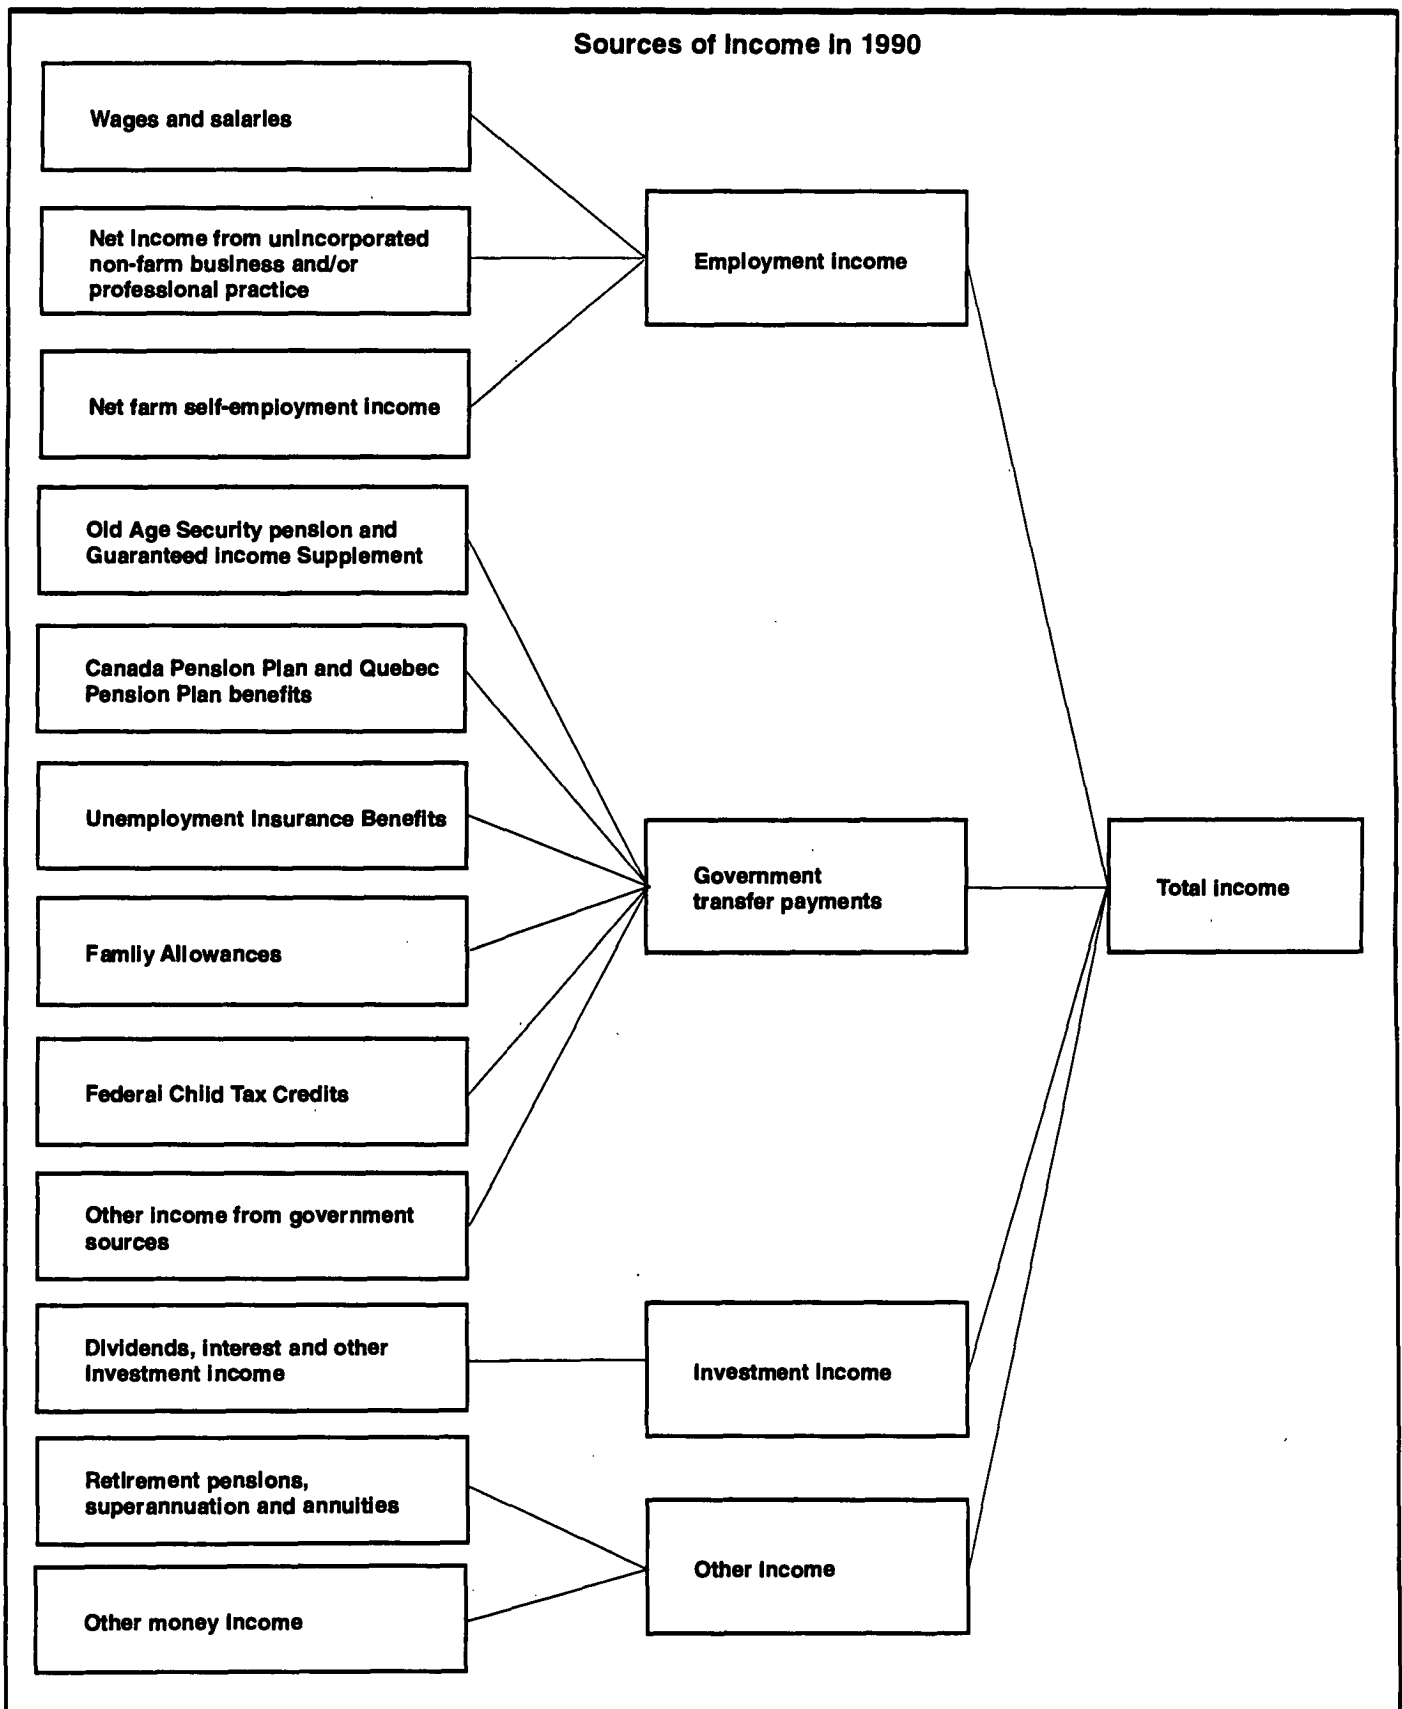 Sources of Income in 1990
Wages and salaries
Net Income from unincorporated
non-farm business and/or
professional practice
Employment income
Net farm self-employment income
Old Age Security pension and
Guaranteed income Supplement
Canada Pension Plan and Quebec
Pension Plan benefits
Unemployment Insurance Benefits
Government
transfer payments
Total income
Family Allowances
Federal Child Tax Credits
Other income from government
sources
Dividends, interest and other
Investment income
Investment Income
Retirement pensions,
superannuation and annuities
Other Income
Other money Income